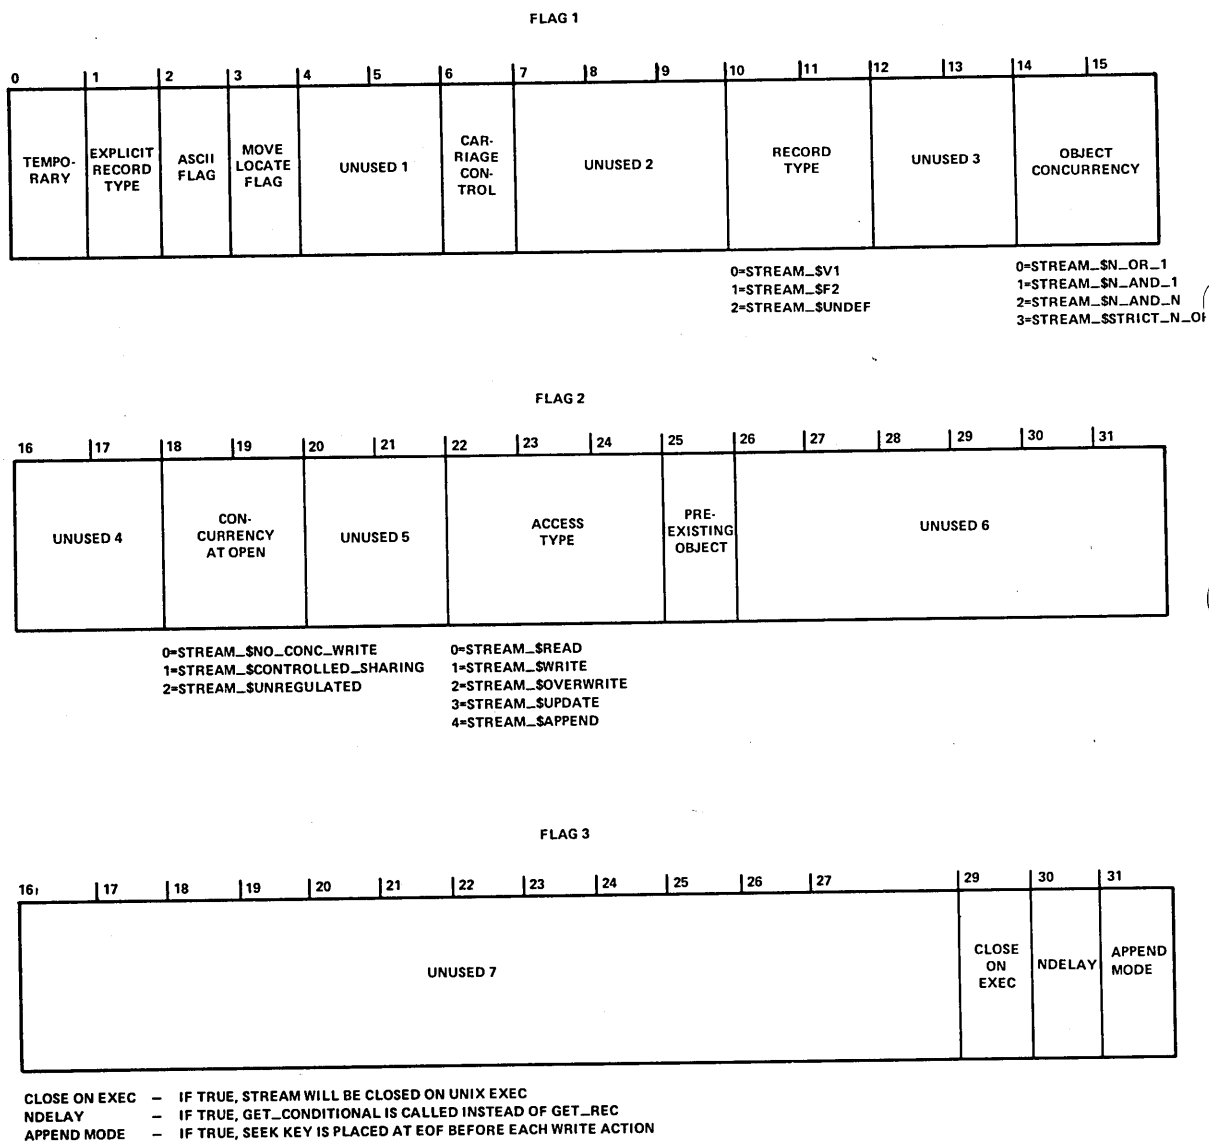 FLAG 1
0 1 2 3 4 5 6 7 8 9 10 11 12 13 14 15
TEMPO-
RARY
EXPLICIT
RECORD
TYPE
ASCII
FLAG
MOVE
LOCATE
FLAG
UNUSED 1
CAR-
RIAGE
CON-
TROL
UNUSED 2
RECORD
TYPE
UNUSED 3
OBJECT
CONCURRENCY
0=STREAM_$V1
1=STREAM_$F2
2=STREAM_$UNDEF
0=STREAM_$N_OR_1
1=STREAM_$N_AND_1
2=STREAM_$N_AND_N
3=STREAM_$STRICT_N_OI
FLAG 2
16 17 18 19 20 21 22 23 24 25 26 27 28 29 30 31
UNUSED 4
CON-
CURRENCY
AT OPEN
UNUSED 5
ACCESS
TYPE
PRE-
EXISTING
OBJECT
UNUSED 6
0=STREAM_$NO_CONC_WRITE
1=STREAM_$CONTROLLED_SHARING
2=STREAM_$UNREGULATED
0=STREAM_$READ
1=STREAM_$WRITE
2=STREAM_$OVERWRITE
3=STREAM_$UPDATE
4=STREAM_$APPEND
FLAG 3
16 17 18 19 20 21 22 23 24 25 26 27 29 30 31
UNUSED 7
CLOSE
ON
EXEC
NDELAY
APPEND
MODE
CLOSE ON EXEC – IF TRUE, STREAM WILL BE CLOSED ON UNIX EXEC
NDELAY – IF TRUE, GET_CONDITIONAL IS CALLED INSTEAD OF GET_REC
APPEND MODE – IF TRUE, SEEK KEY IS PLACED AT EOF BEFORE EACH WRITE ACTION